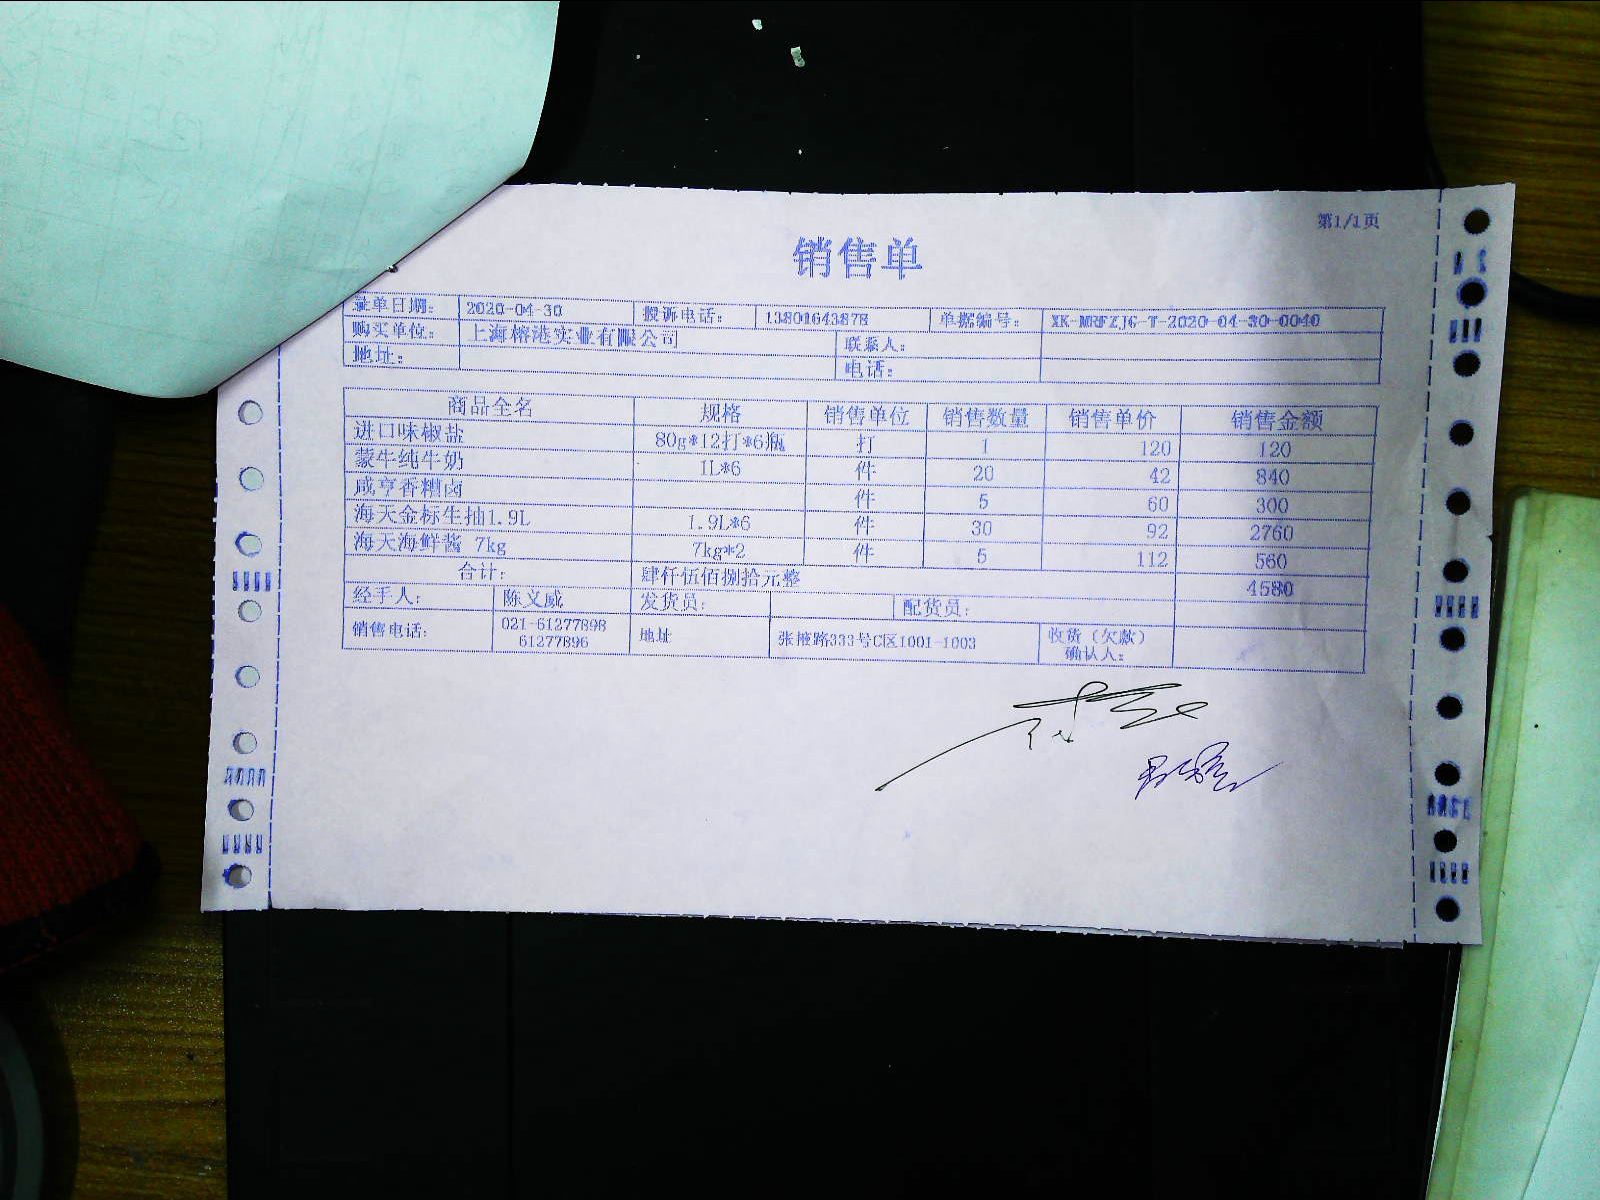 第1/1页
销售单
录单日期: 2020-04-30 投诉电话: 13801643878 单据编号: XK-MRFZJG-T-2020-04-30-0040
购买单位: 上海榕港实业有限公司 联系人:
地址: 电话:
商品全名 规格 销售单位 销售数量 销售单价 销售金额
进口味椒盐 80g*12打*6瓶 打 1 120 120
蒙牛纯牛奶 1L*6 件 20 42 840
咸亨香糟卤 件 5 60 300
海天金标生抽1.9L 1.9L*6 件 30 92 2760
海天海鲜酱 7kg 7kg*2 件 5 112 560
合计: 肆仟伍佰捌拾元整 4580
经手人: 陈义威 发货员: 配货员:
销售电话: 021-61277898 61277896 地址 张掖路333号C区1001-1003 收货（欠款）确认人: